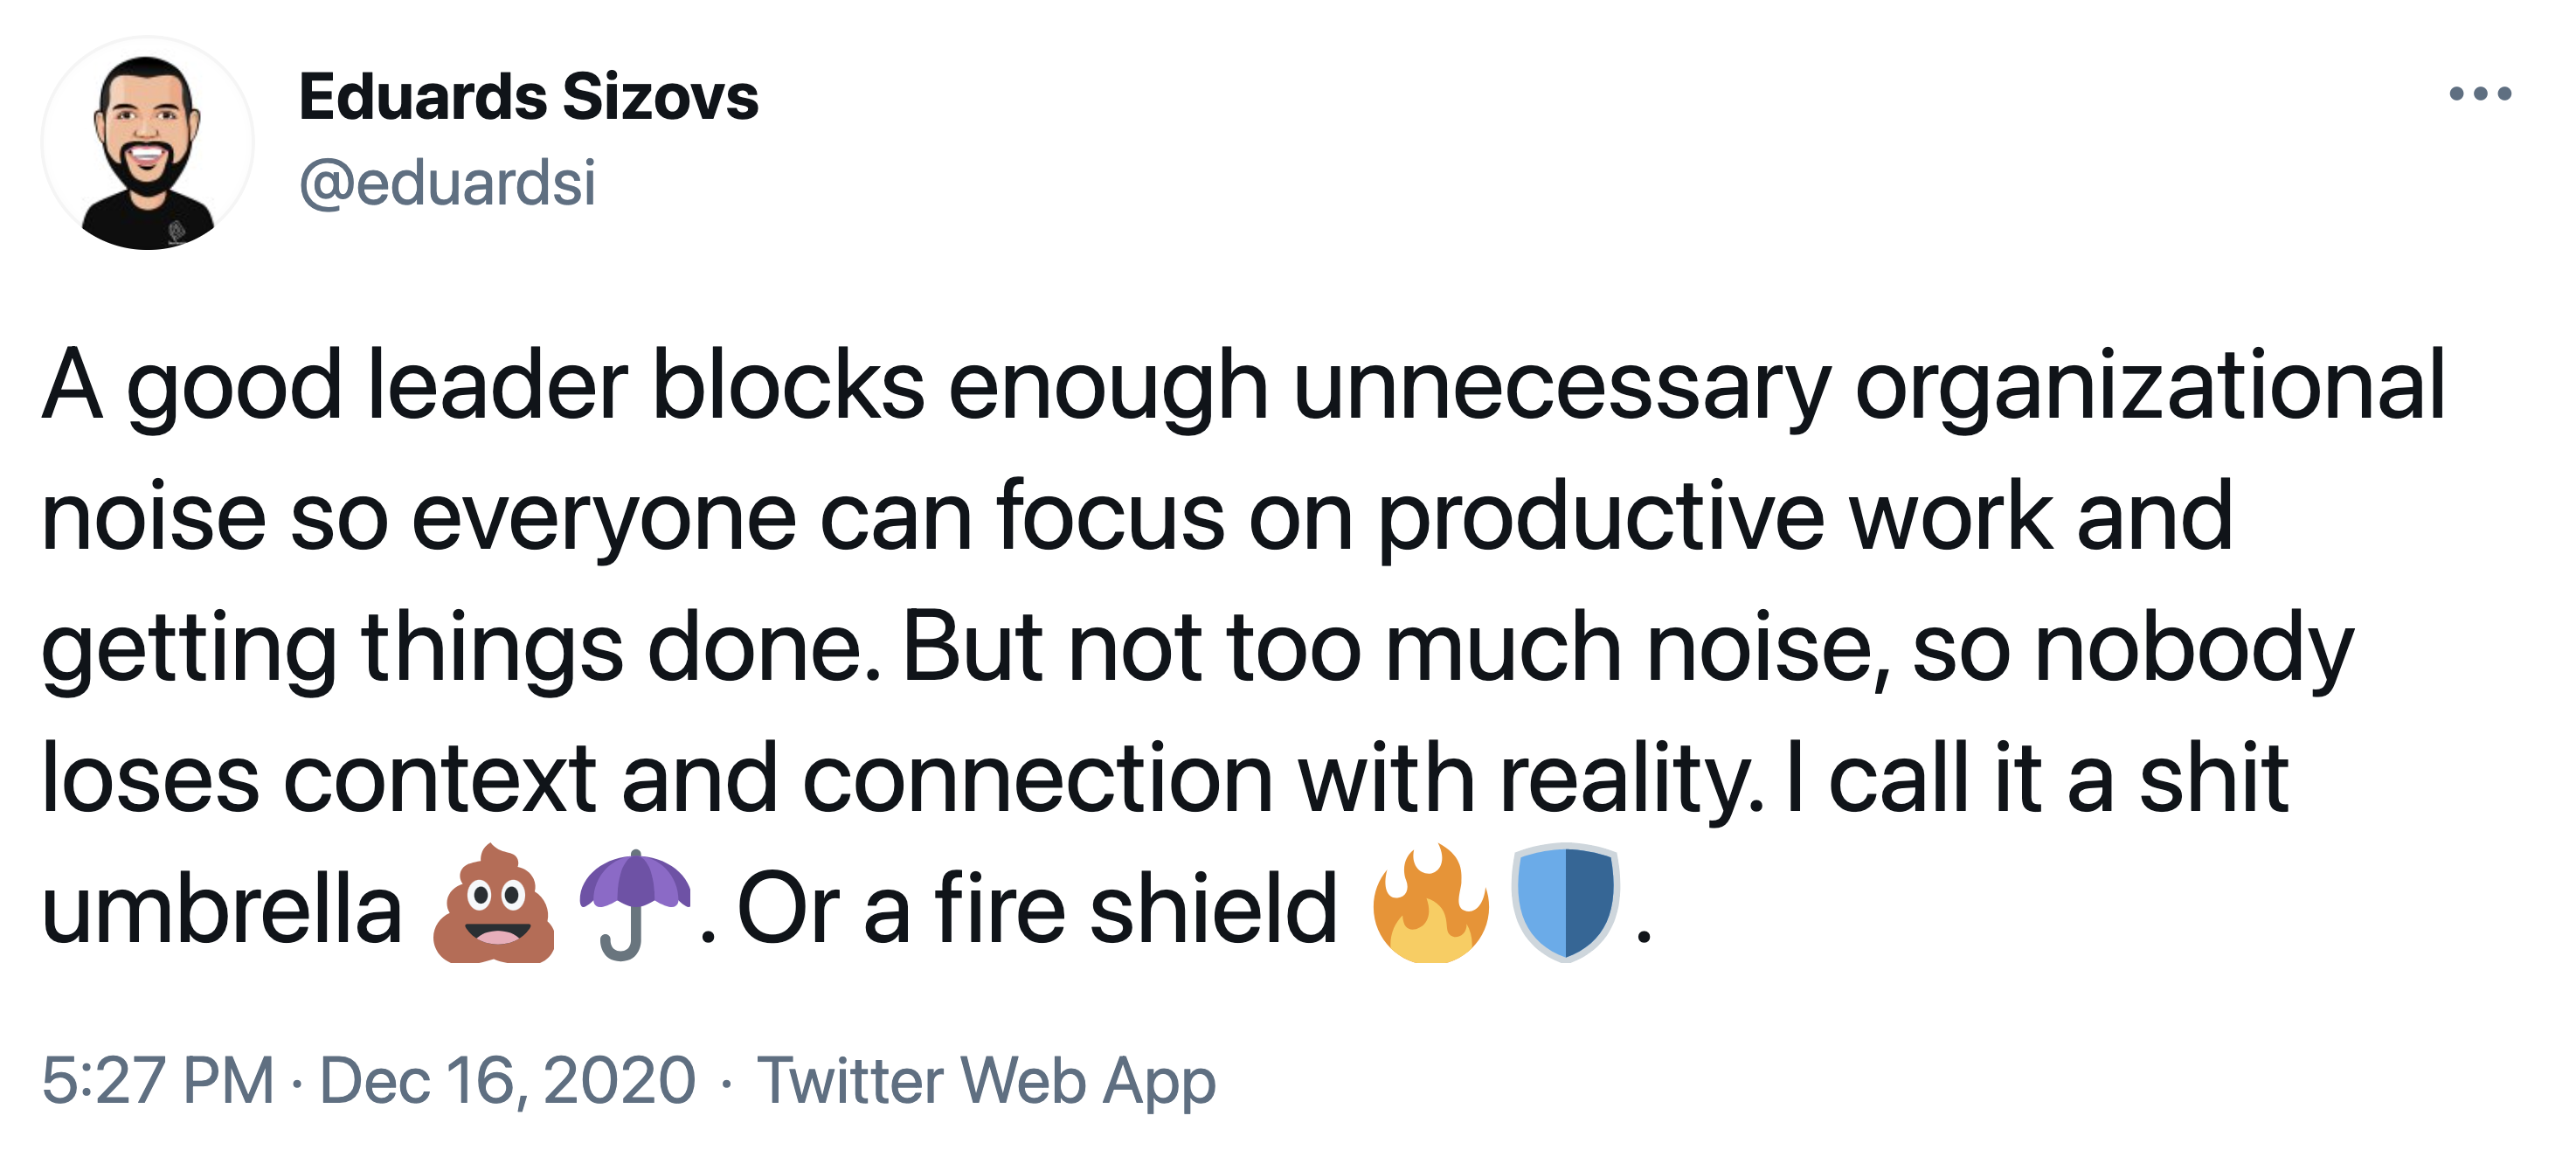 Eduards Sizovs
@eduardsi
A good leader blocks enough unnecessary organizational
noise so everyone can focus on productive work and
getting things done. But not too much noise, so nobody
loses context and connection with reality. I call it a shit
umbrella 💩☂️. Or a fire shield 🔥🛡️.
5:27 PM · Dec 16, 2020 · Twitter Web App